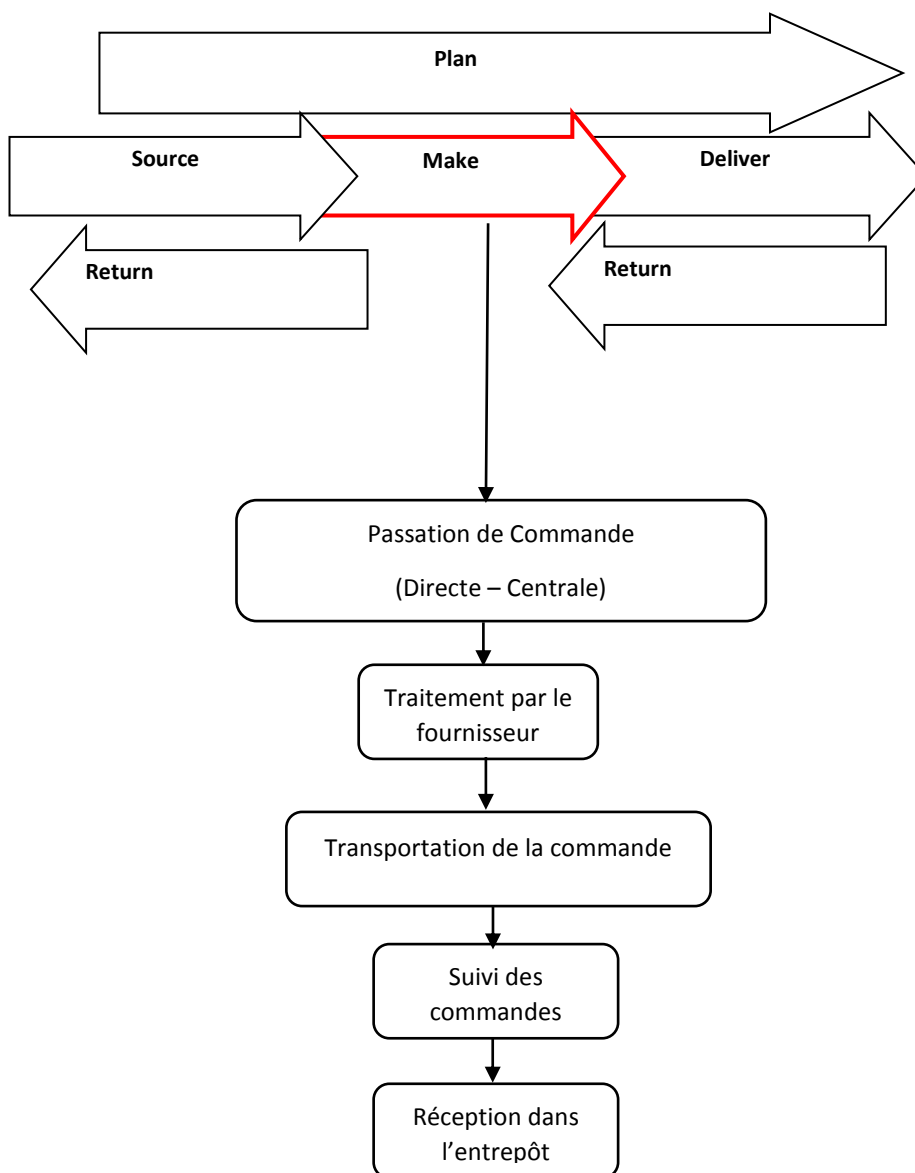 Plan
Source
Make
Deliver
Return
Return
Passation de Commande
(Directe – Centrale)
Traitement par le
fournisseur
Transportation de la commande
Suivi des
commandes
Réception dans
l’entrepôt